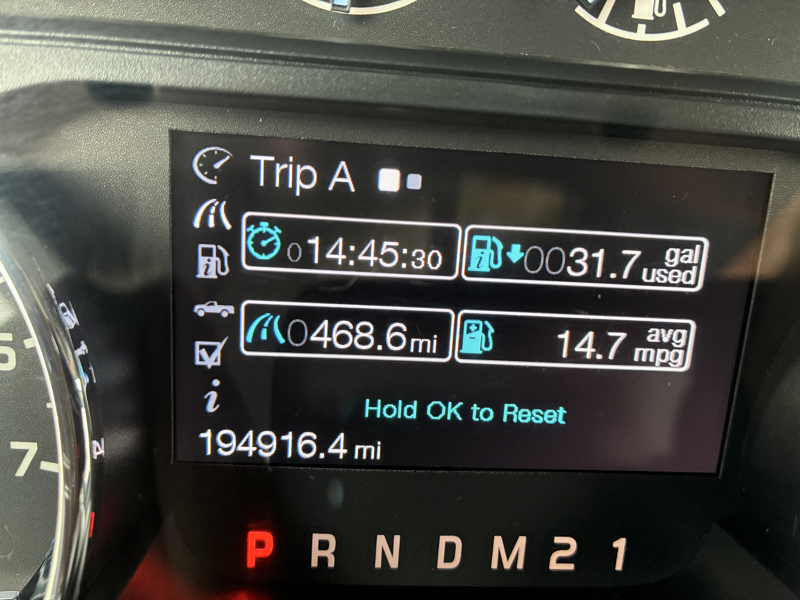 Trip A
014:45:30
0031.7 gal used
0468.6 mi
14.7 avg mpg
Hold OK to Reset
194916.4 mi
7
P R N D M 2 1